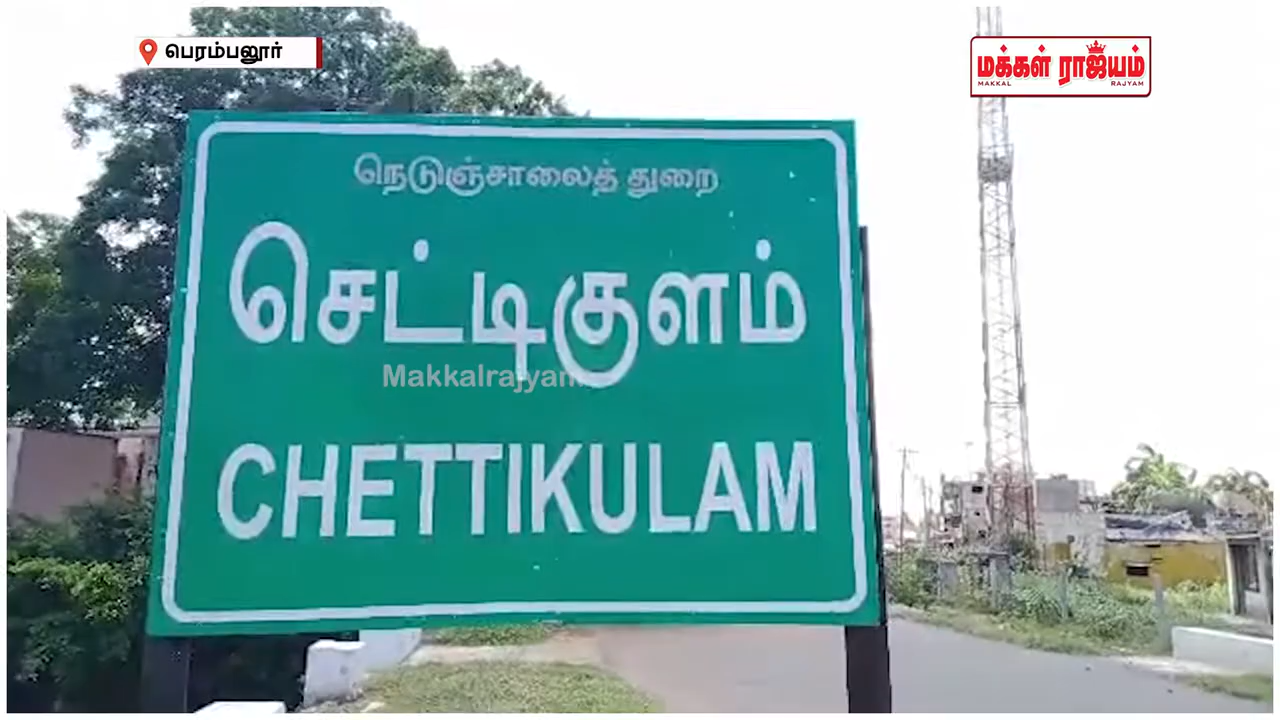 பெரம்பலூர்
மக்கள் ராஜ்யம்
MAKKAL RAJYAM
நெடுஞ்சாலைத் துறை
செட்டிகுளம்
Makkalrajyam
CHETTIKULAM